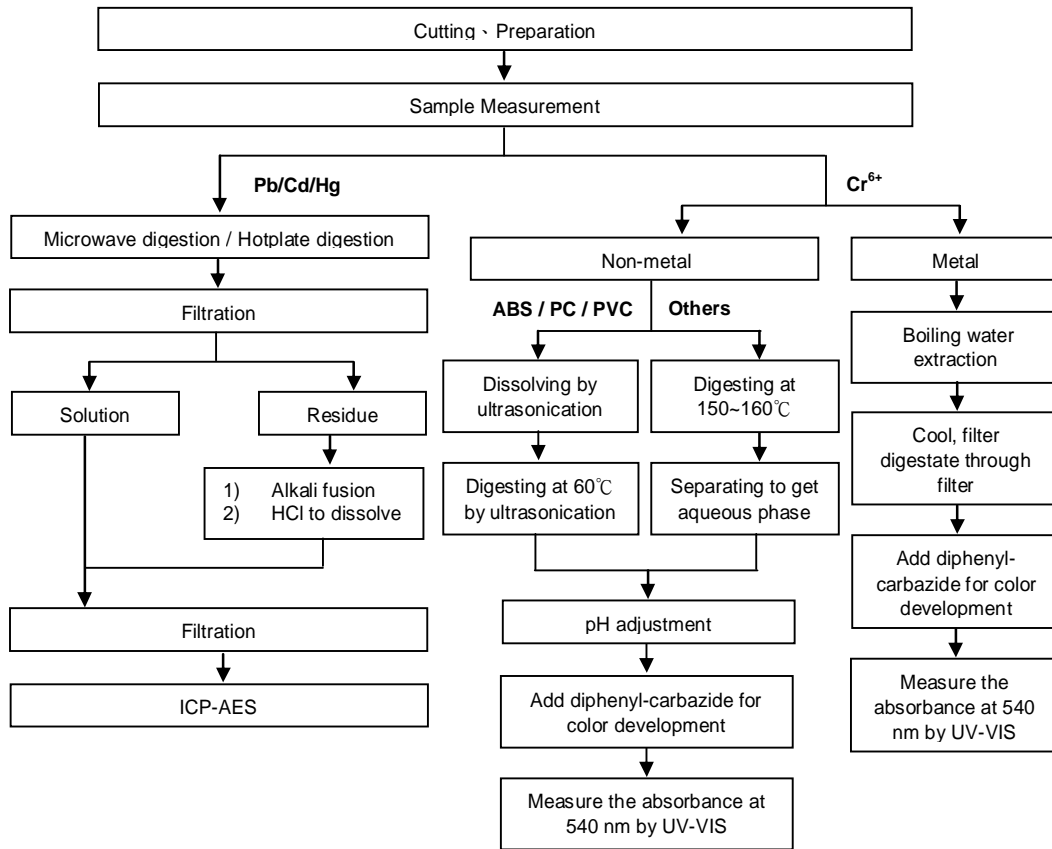 Cutting、Preparation
Sample Measurement
Pb/Cd/Hg
Cr⁶⁺
Microwave digestion / Hotplate digestion
Non-metal
Metal
Filtration
ABS / PC / PVC
Others
Boiling water
extraction
Solution
Residue
Dissolving by
ultrasonication
Digesting at
150~160℃
Cool, filter
digestate through
filter
1) Alkali fusion
2) HCl to dissolve
Digesting at 60℃
by ultrasonication
Separating to get
aqueous phase
Add diphenyl-
carbazide for color
development
Filtration
pH adjustment
Measure the
absorbance at 540
nm by UV-VIS
ICP-AES
Add diphenyl-carbazide for
color development
Measure the absorbance at
540 nm by UV-VIS